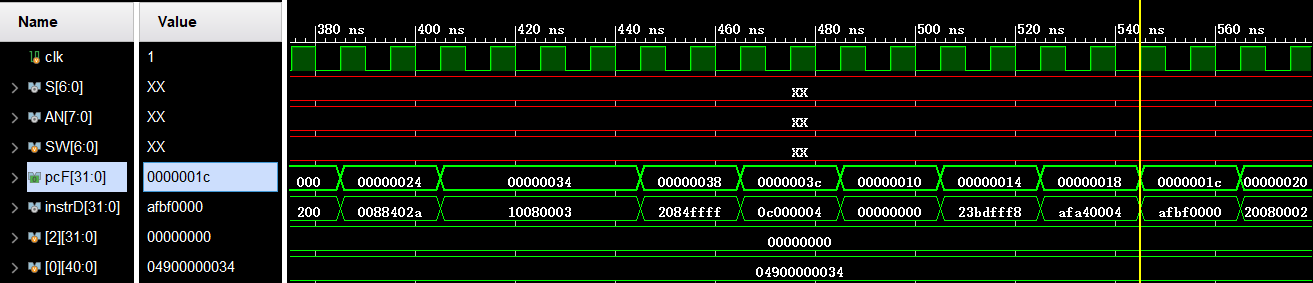 Name Value
380 ns 400 ns 420 ns 440 ns 460 ns 480 ns 500 ns 520 ns 540 ns 560 ns
clk 1
S[6:0] XX XX
AN[7:0] XX XX
SW[6:0] XX XX
pcF[31:0] 0000001c 000 00000024 00000034 00000038 0000003c 00000010 00000014 00000018 0000001c 00000020
instrD[31:0] afbf0000 200 0088402a 10080003 2084ffff 0c000004 00000000 23bdfff8 afa40004 afbf0000 20080002
[2][31:0] 00000000 00000000
[0][40:0] 04900000034 04900000034